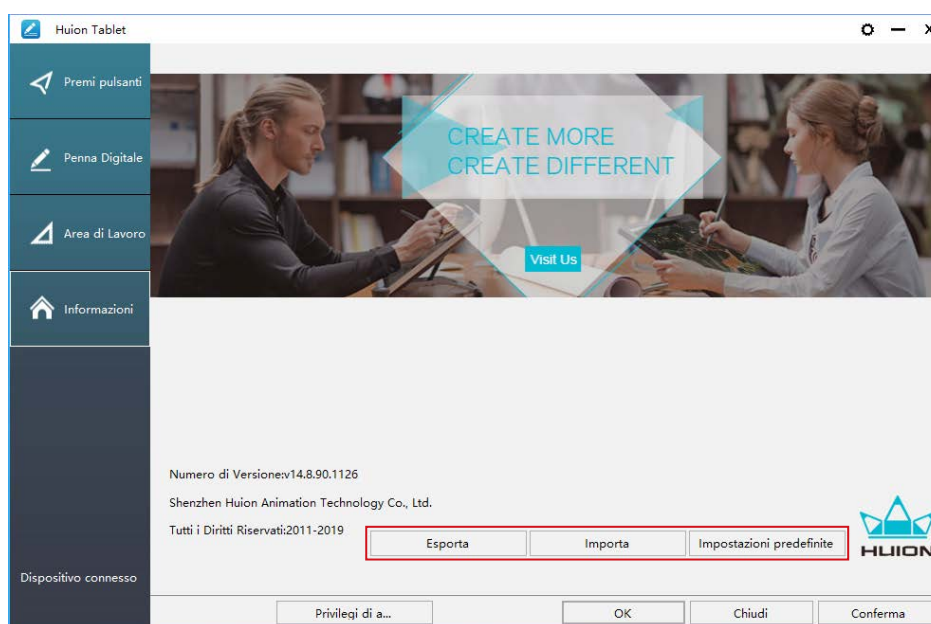 Huion Tablet
Premi pulsanti
Penna Digitale
Area di Lavoro
Informazioni
CREATE MORE
CREATE DIFFERENT
Visit Us
Numero di Versione:v14.8.90.1126
Shenzhen Huion Animation Technology Co., Ltd.
Tutti i Diritti Riservati:2011-2019
Esporta
Importa
Impostazioni predefinite
HUION
Dispositivo connesso
Privilegi di a...
OK
Chiudi
Conferma